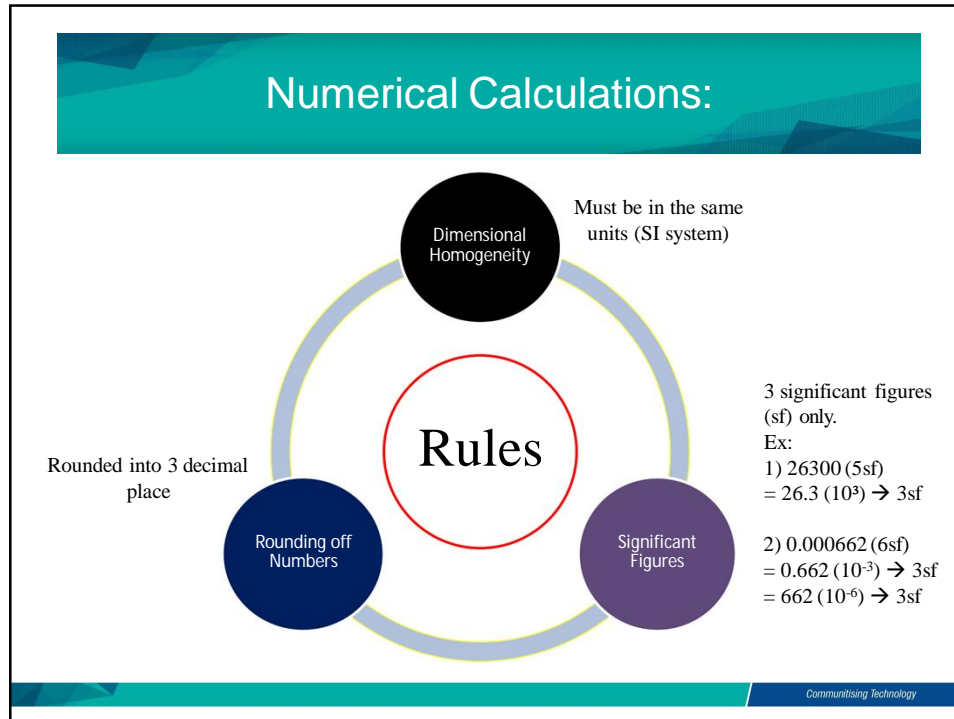 Numerical Calculations:
Dimensional
Homogeneity
Must be in the same
units (SI system)
Rules
Rounded into 3 decimal
place
Rounding off
Numbers
Significant
Figures
3 significant figures
(sf) only.
Ex:
1) 26300 (5sf)
= 26.3 (10³) → 3sf
2) 0.000662 (6sf)
= 0.662 (10⁻³) → 3sf
= 662 (10⁻⁶) → 3sf
Communitising Technology